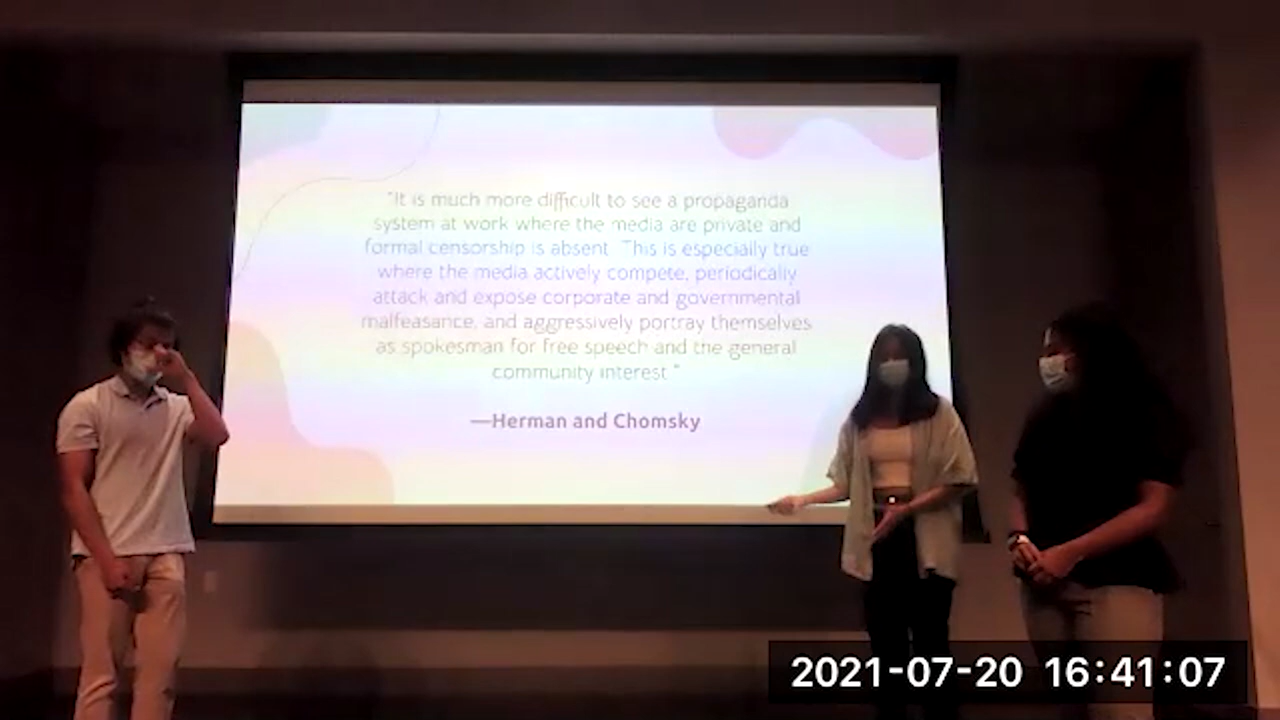 "It is much more difficult to see a propaganda
system at work where the media are private and
formal censorship is absent. This is especially true
where the media actively compete, periodically
attack and expose corporate and governmental
malfeasance, and aggressively portray themselves
as spokesman for free speech and the general
community interest."
—Herman and Chomsky
2021-07-20 16:41:07